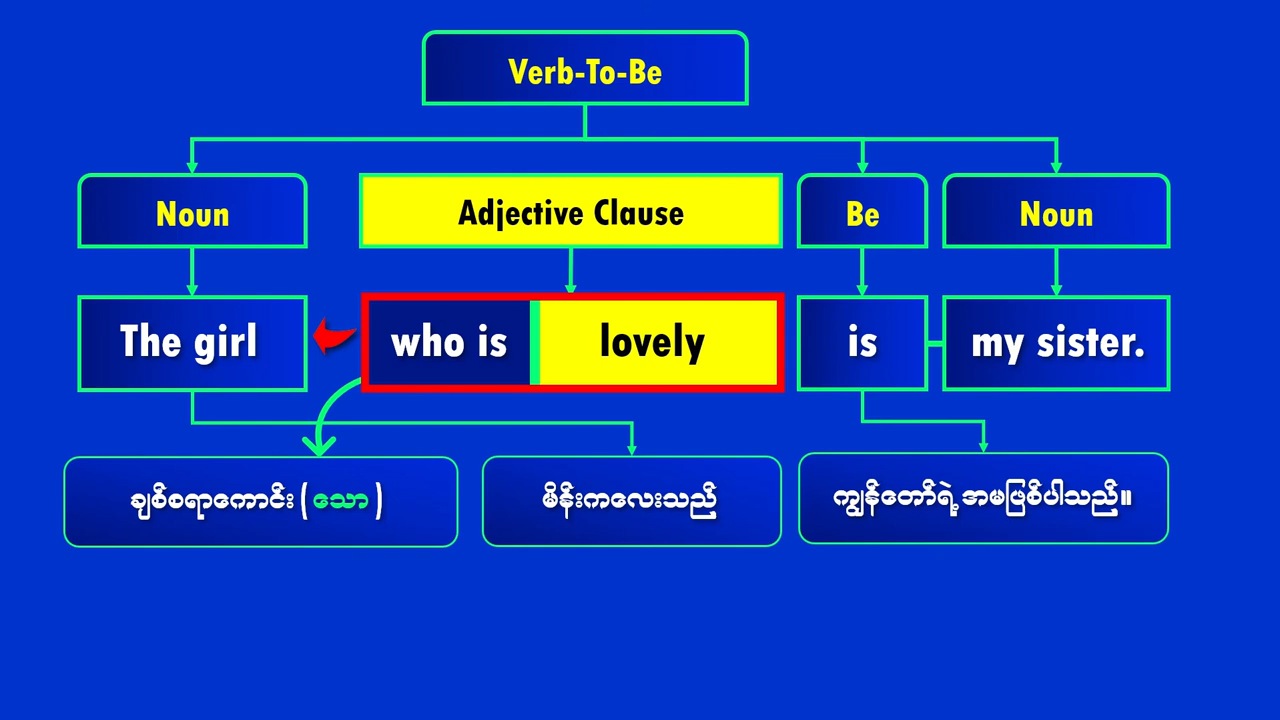 Verb-To-Be
Noun
Adjective Clause
Be
Noun
The girl
who is
lovely
is
my sister.
ချစ်စရာကောင်း ( သော )
မိန်းကလေးသည်
ကျွန်တော်ရဲ့ အမဖြစ်ပါသည်။